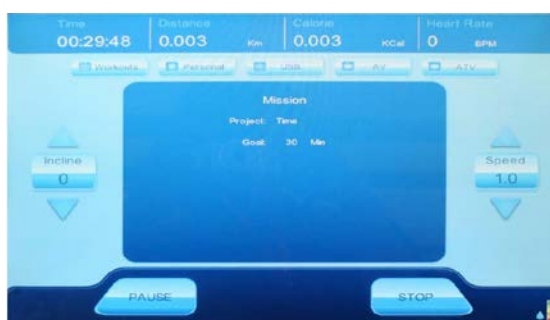 Time Distance Calorie Heart Rate
00:29:48 0.003 Km 0.003 KCal 0 BPM
Workouts Personal USB AV ATV
Mission
Project: Time
Goal: 30 Min
Incline
0
Speed
1.0
PAUSE STOP